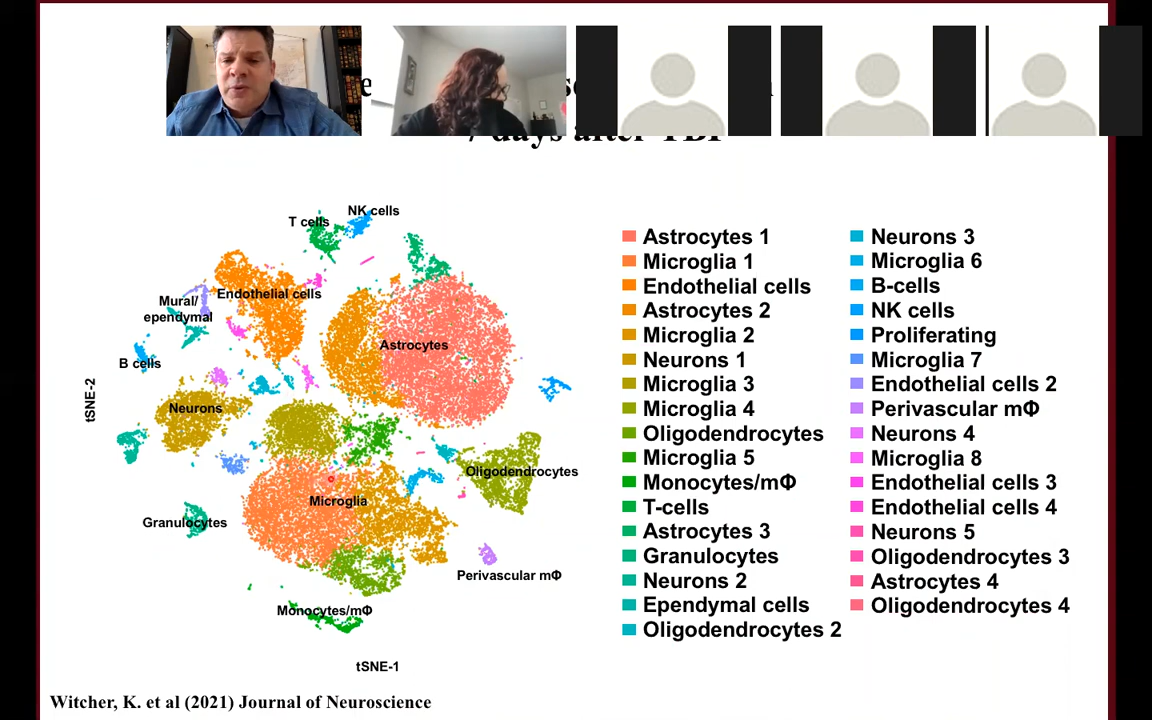 7 days after TBI
T cells
NK cells
Endothelial cells
Mural/
ependymal
B cells
Astrocytes
Neurons
Oligodendrocytes
Microglia
Granulocytes
Perivascular mΦ
Monocytes/mΦ
tSNE-2
tSNE-1
Astrocytes 1
Microglia 1
Endothelial cells
Astrocytes 2
Microglia 2
Neurons 1
Microglia 3
Microglia 4
Oligodendrocytes
Microglia 5
Monocytes/mΦ
T-cells
Astrocytes 3
Granulocytes
Neurons 2
Ependymal cells
Oligodendrocytes 2
Neurons 3
Microglia 6
B-cells
NK cells
Proliferating
Microglia 7
Endothelial cells 2
Perivascular mΦ
Neurons 4
Microglia 8
Endothelial cells 3
Endothelial cells 4
Neurons 5
Oligodendrocytes 3
Astrocytes 4
Oligodendrocytes 4
Witcher, K. et al (2021) Journal of Neuroscience